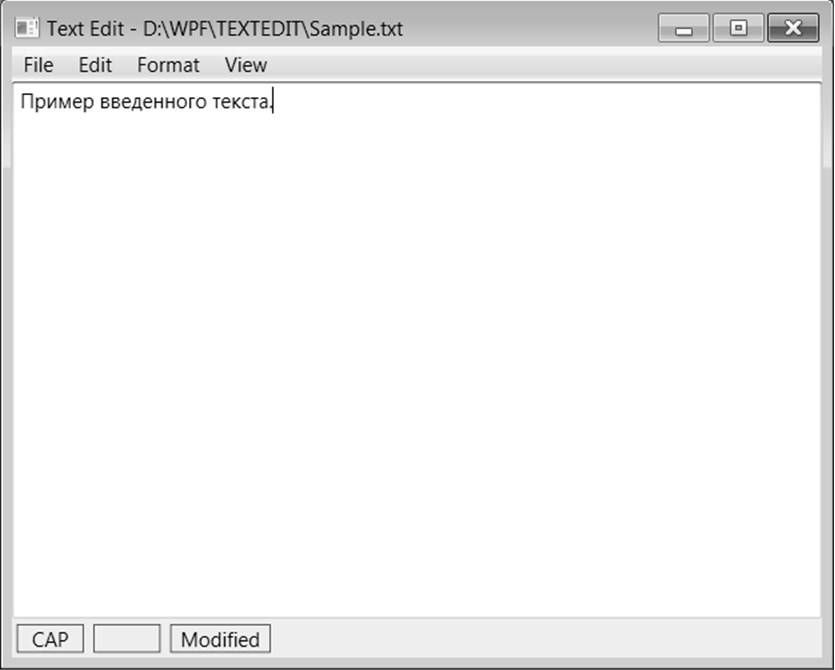 Text Edit - D:\WPF\TEXTEDIT\Sample.txt
File Edit Format View
Пример введенного текста.
CAP Modified